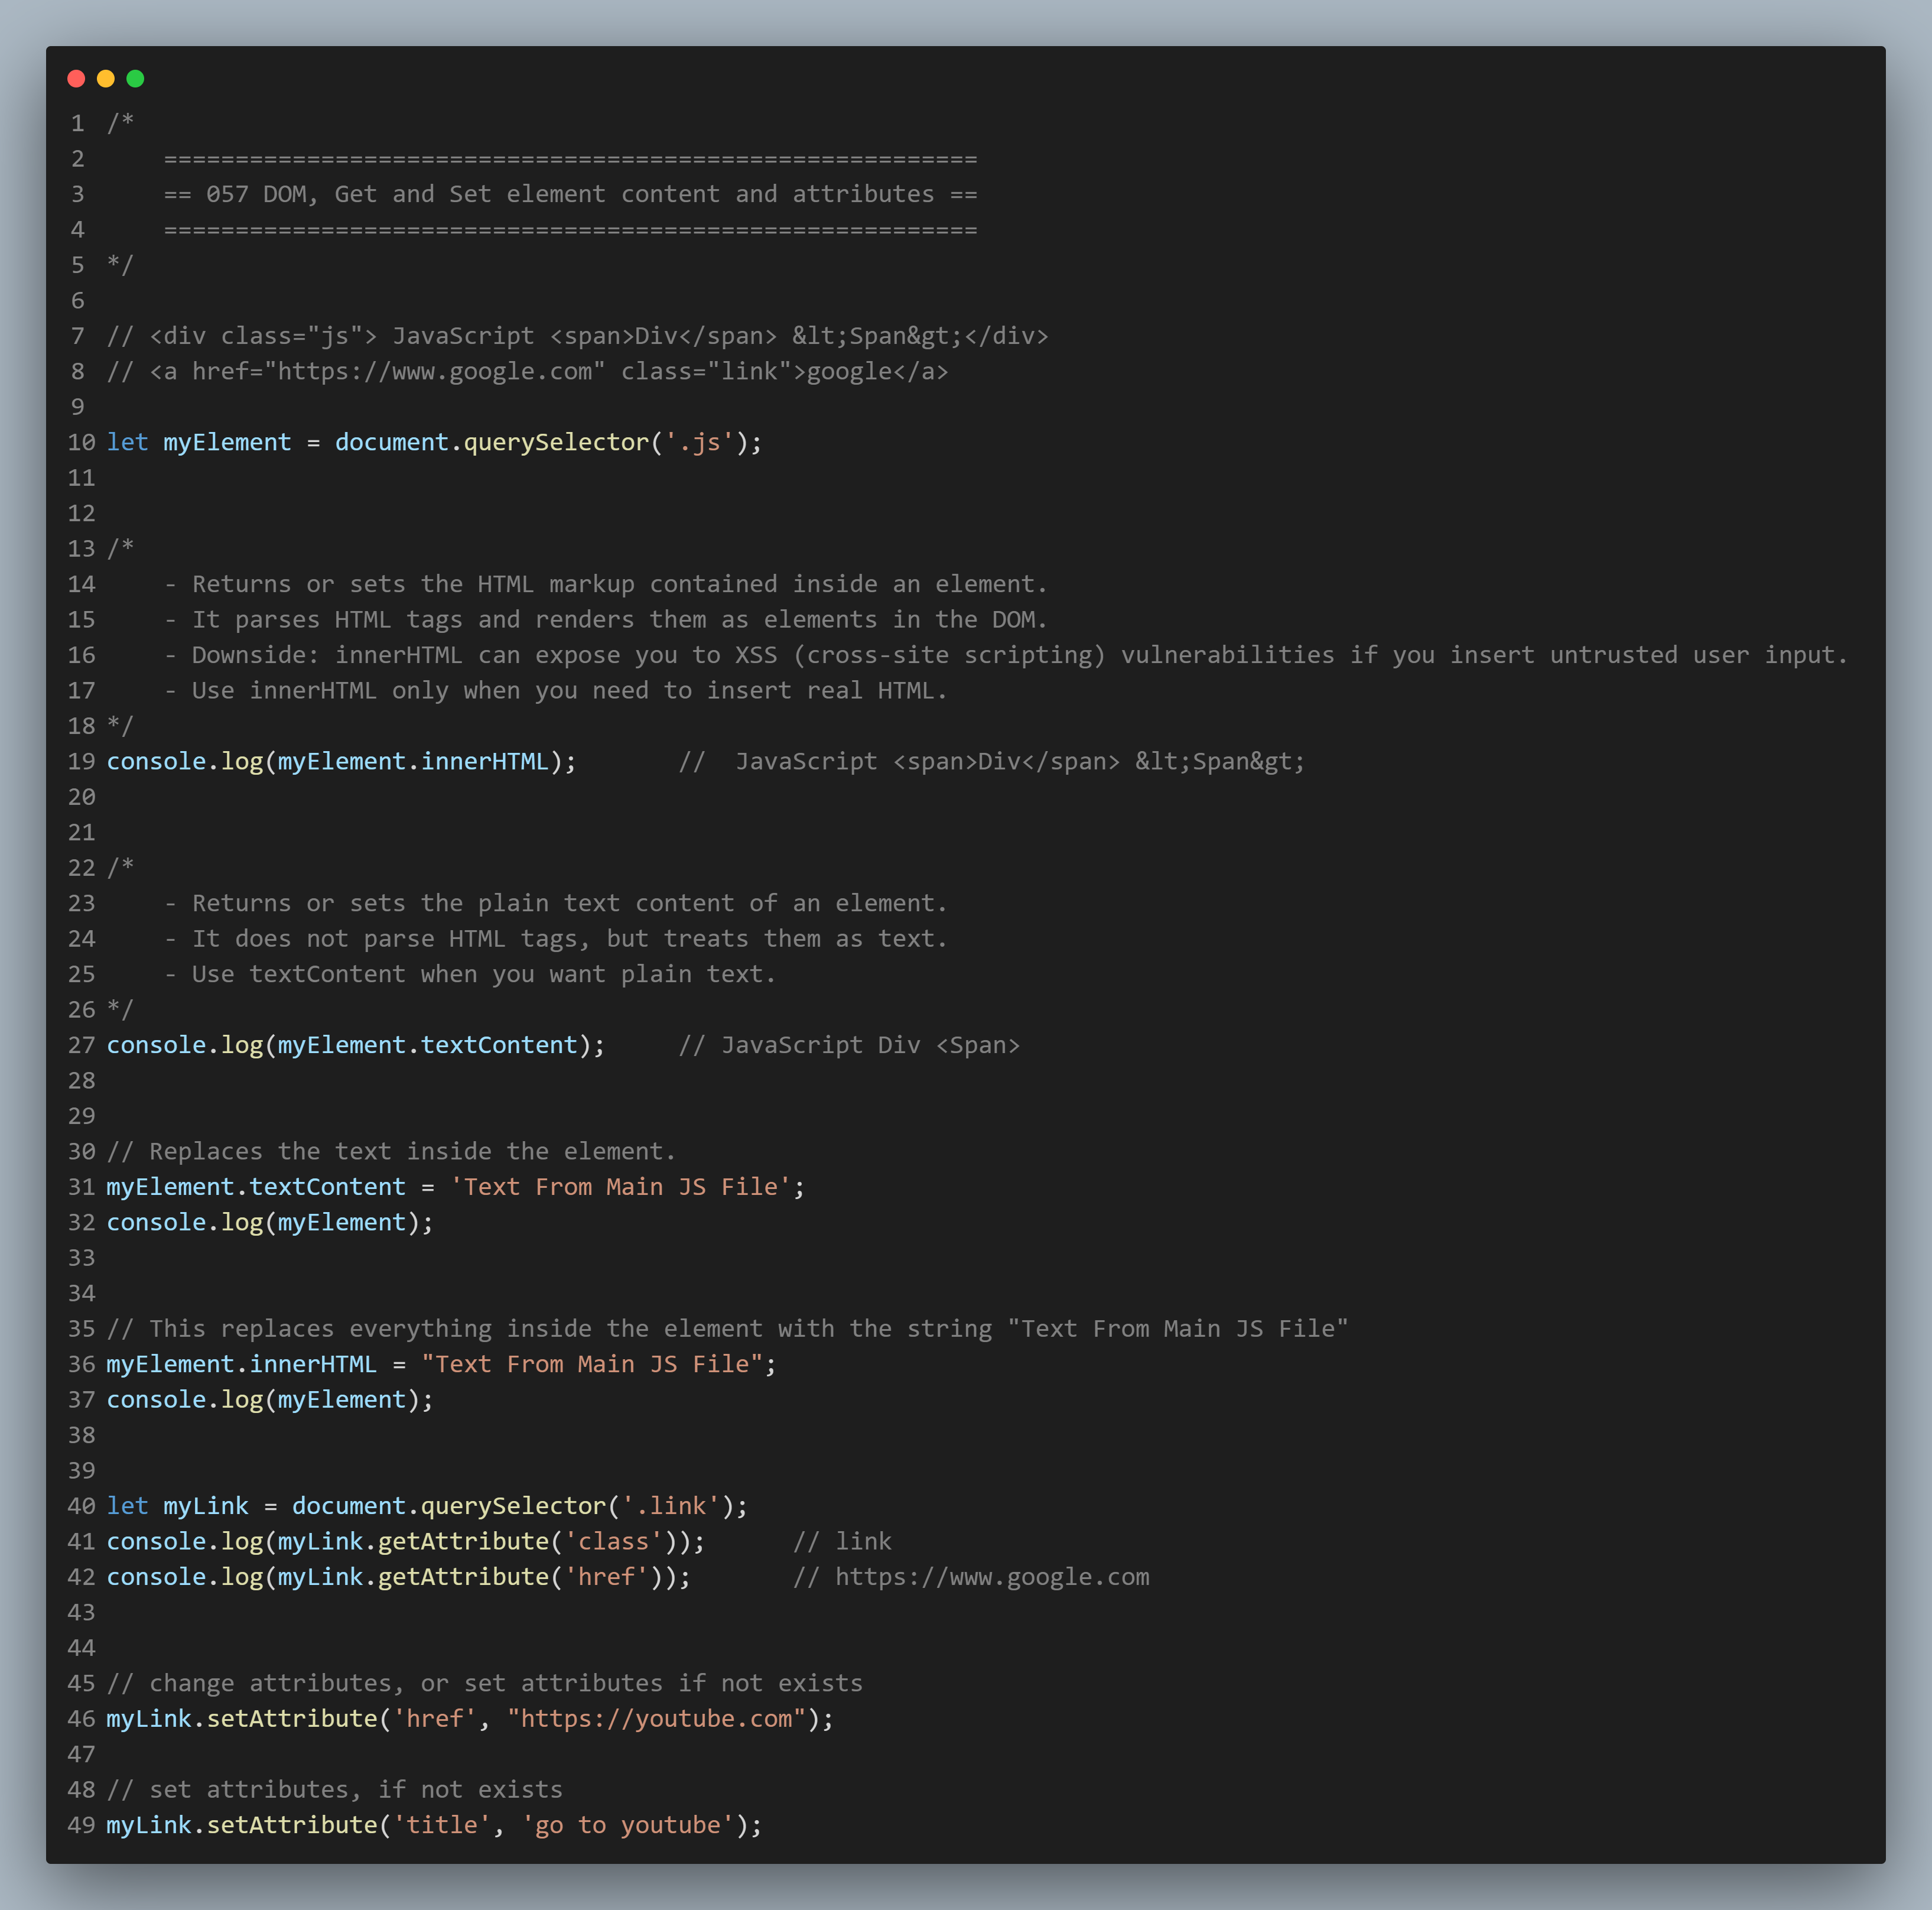 1 /*
2     =========================================================
3     == 057 DOM, Get and Set element content and attributes ==
4     =========================================================
5 */
6
7 // <div class="js"> JavaScript <span>Div</span> &lt;Span&gt;</div>
8 // <a href="https://www.google.com" class="link">google</a>
9
10 let myElement = document.querySelector('.js');
11
12
13 /*
14     - Returns or sets the HTML markup contained inside an element.
15     - It parses HTML tags and renders them as elements in the DOM.
16     - Downside: innerHTML can expose you to XSS (cross-site scripting) vulnerabilities if you insert untrusted user input.
17     - Use innerHTML only when you need to insert real HTML.
18 */
19 console.log(myElement.innerHTML);       //  JavaScript <span>Div</span> &lt;Span&gt;
20
21
22 /*
23     - Returns or sets the plain text content of an element.
24     - It does not parse HTML tags, but treats them as text.
25     - Use textContent when you want plain text.
26 */
27 console.log(myElement.textContent);     // JavaScript Div <Span>
28
29
30 // Replaces the text inside the element.
31 myElement.textContent = 'Text From Main JS File';
32 console.log(myElement);
33
34
35 // This replaces everything inside the element with the string "Text From Main JS File"
36 myElement.innerHTML = "Text From Main JS File";
37 console.log(myElement);
38
39
40 let myLink = document.querySelector('.link');
41 console.log(myLink.getAttribute('class'));      // link
42 console.log(myLink.getAttribute('href'));       // https://www.google.com
43
44
45 // change attributes, or set attributes if not exists
46 myLink.setAttribute('href', "https://youtube.com");
47
48 // set attributes, if not exists
49 myLink.setAttribute('title', 'go to youtube');